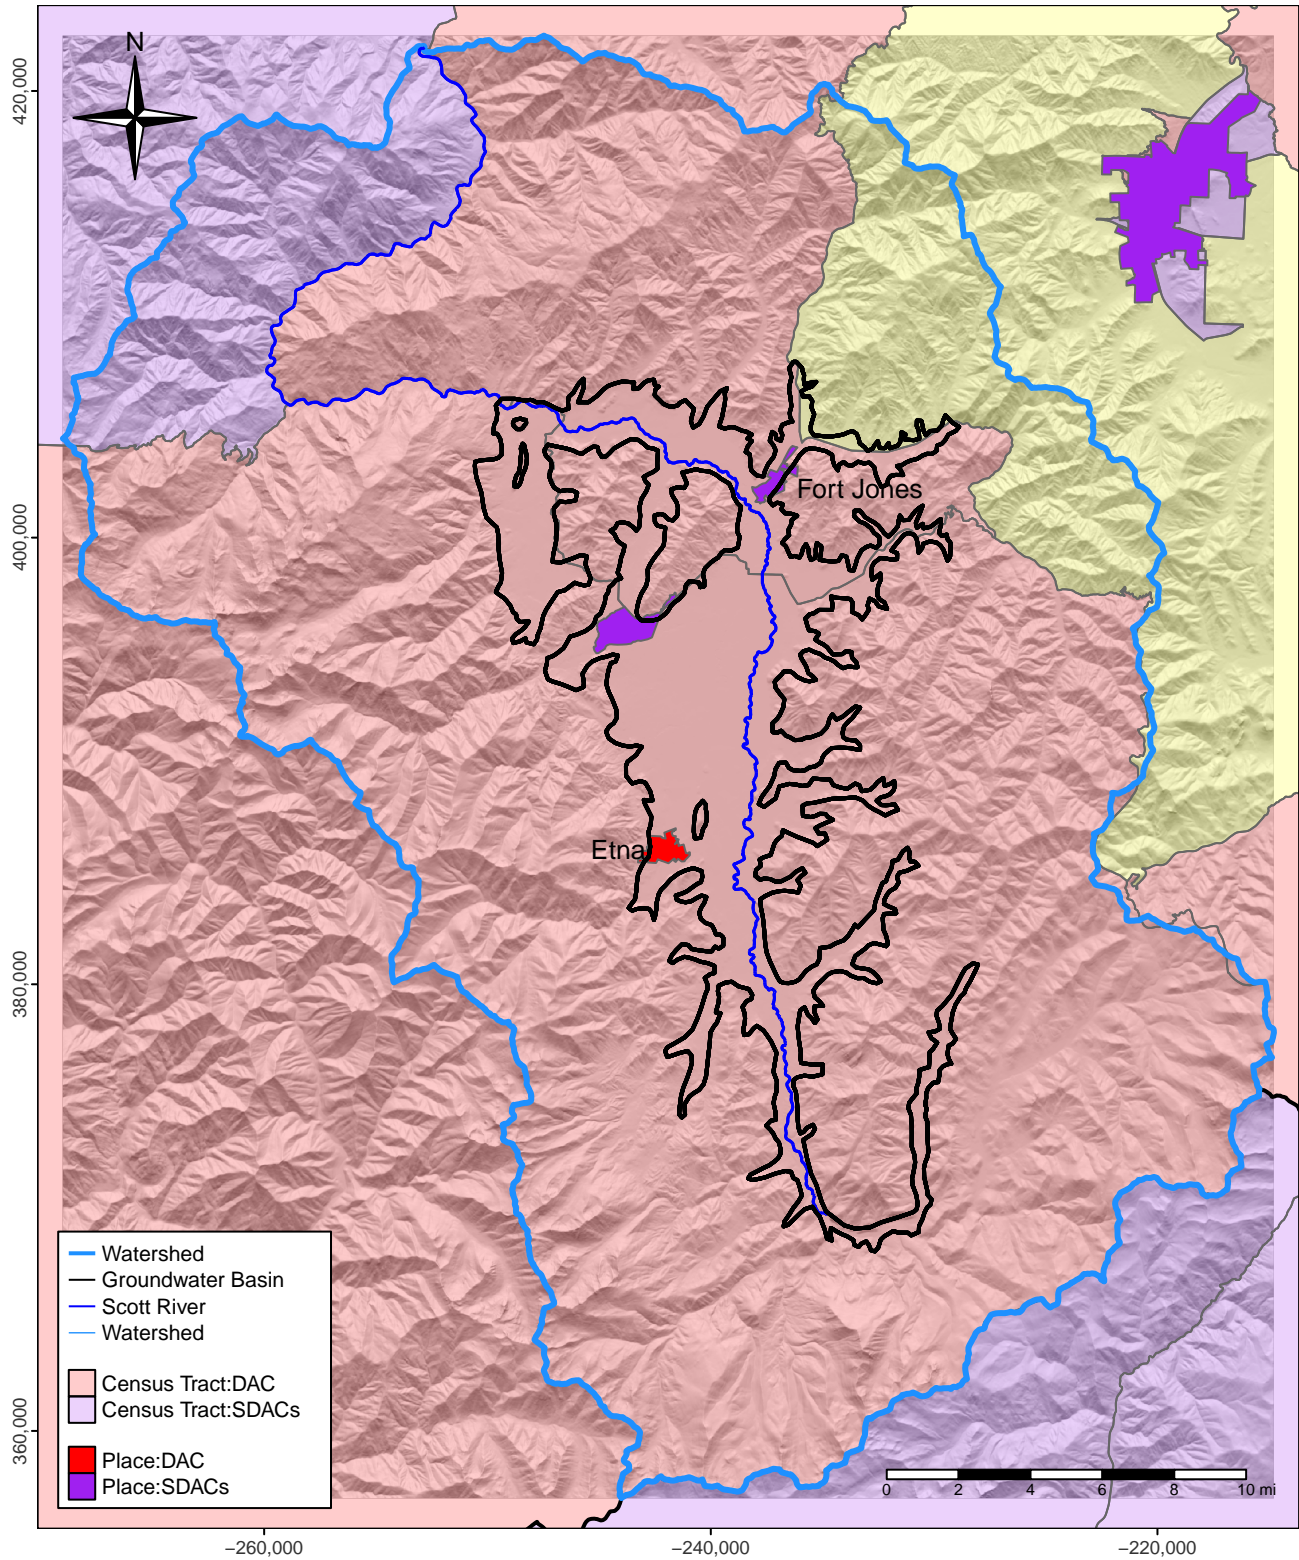 N
420,000
400,000
380,000
360,000
Fort Jones
Etna
Watershed
Groundwater Basin
Scott River
Watershed
Census Tract:DAC
Census Tract:SDACs
Place:DAC
Place:SDACs
0 2 4 6 8 10 mi
−260,000 −240,000 −220,000